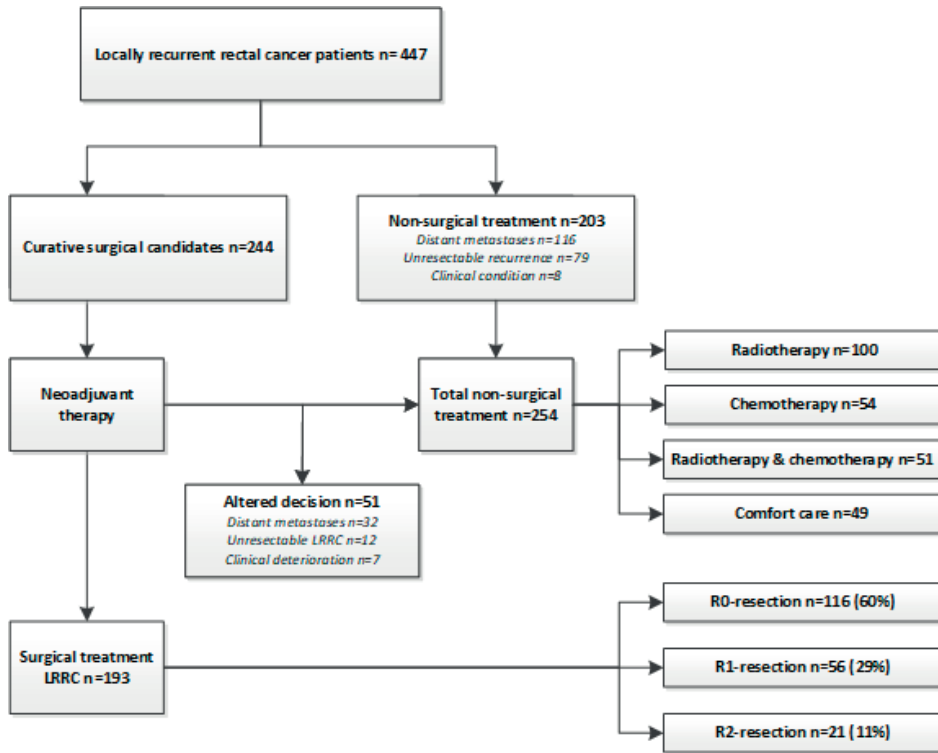 Locally recurrent rectal cancer patients n= 447
Curative surgical candidates n=244
Non-surgical treatment n=203
Distant metastases n=116
Unresectable recurrence n=79
Clinical condition n=8
Neoadjuvant
therapy
Total non-surgical
treatment n=254
Radiotherapy n=100
Chemotherapy n=54
Radiotherapy & chemotherapy n=51
Comfort care n=49
Altered decision n=51
Distant metastases n=32
Unresectable LRRC n=12
Clinical deterioration n=7
Surgical treatment
LRRC n=193
R0-resection n=116 (60%)
R1-resection n=56 (29%)
R2-resection n=21 (11%)